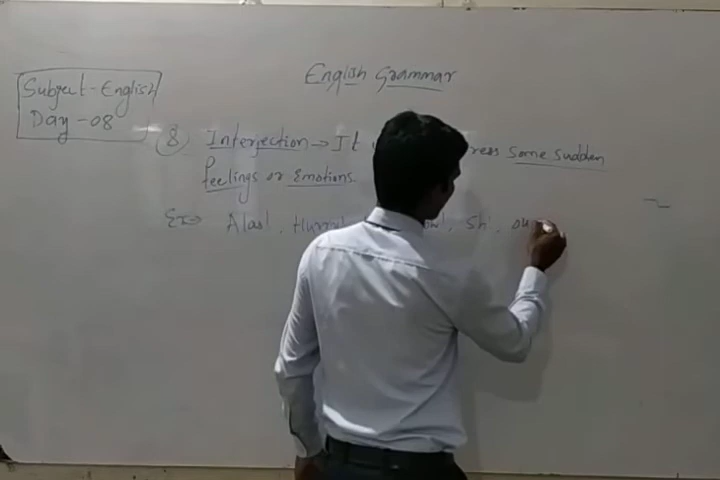 English Grammar
Subject-English
Day-08
8 Interjection → It ress some sudden
feelings or Emotions
Ex→ Alas!, Hurra , Sh!, ou